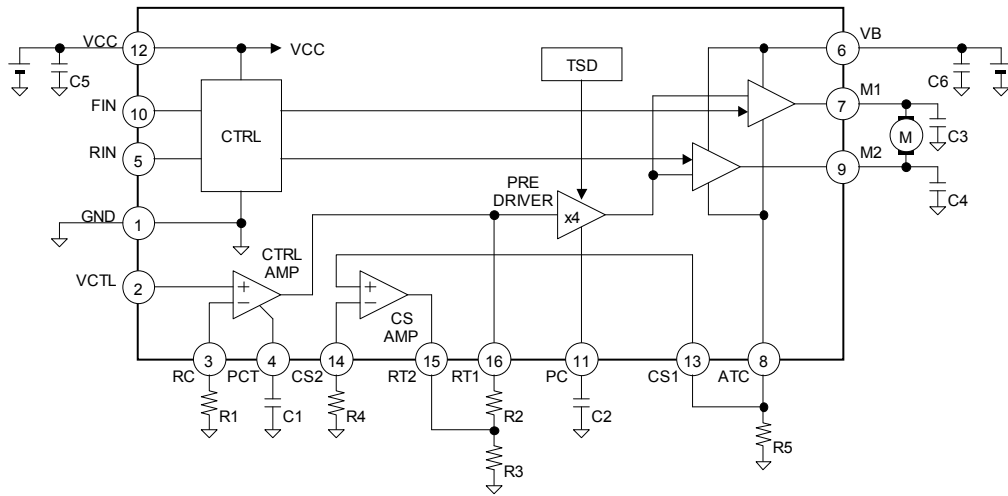 VCC
12
VCC
VB
6
C5
TSD
C6
FIN
10
CTRL
M1
7
RIN
5
M
C3
M2
9
PRE
DRIVER
C4
GND
1
x4
CTRL
AMP
VCTL
2
+
−
+
−
CS
AMP
3
4
14
15
16
11
13
8
RC
PCT
CS2
RT2
RT1
PC
CS1
ATC
R1
C1
R4
R2
C2
R3
R5